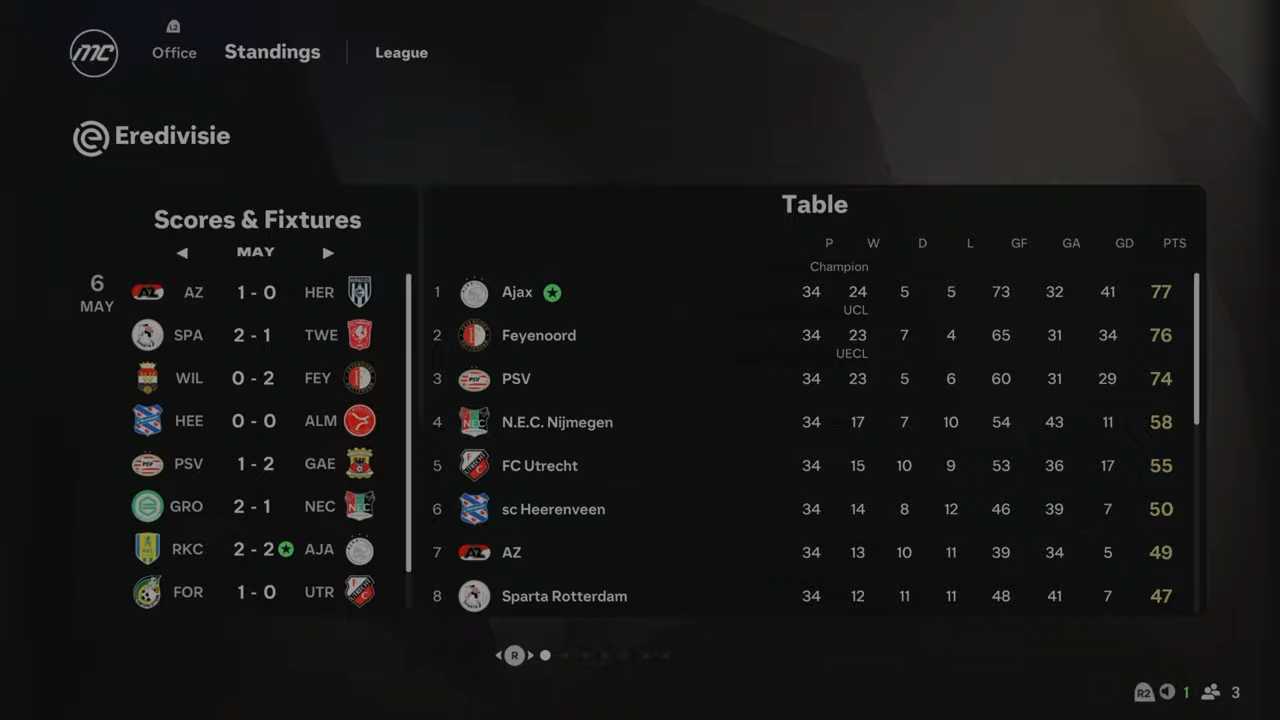 L2
MC Office Standings League
e Eredivisie
Scores & Fixtures
MAY
6 MAY
AZ 1 - 0 HER
SPA 2 - 1 TWE
WIL 0 - 2 FEY
HEE 0 - 0 ALM
PSV 1 - 2 GAE
GRO 2 - 1 NEC
RKC 2 - 2 AJA
FOR 1 - 0 UTR
Table
P W D L GF GA GD PTS
Champion
1 Ajax 34 24 5 5 73 32 41 77
UCL
2 Feyenoord 34 23 7 4 65 31 34 76
UECL
3 PSV 34 23 5 6 60 31 29 74
4 N.E.C. Nijmegen 34 17 7 10 54 43 11 58
5 FC Utrecht 34 15 10 9 53 36 17 55
6 sc Heerenveen 34 14 8 12 46 39 7 50
7 AZ 34 13 10 11 39 34 5 49
8 Sparta Rotterdam 34 12 11 11 48 41 7 47
R
R2 1 3